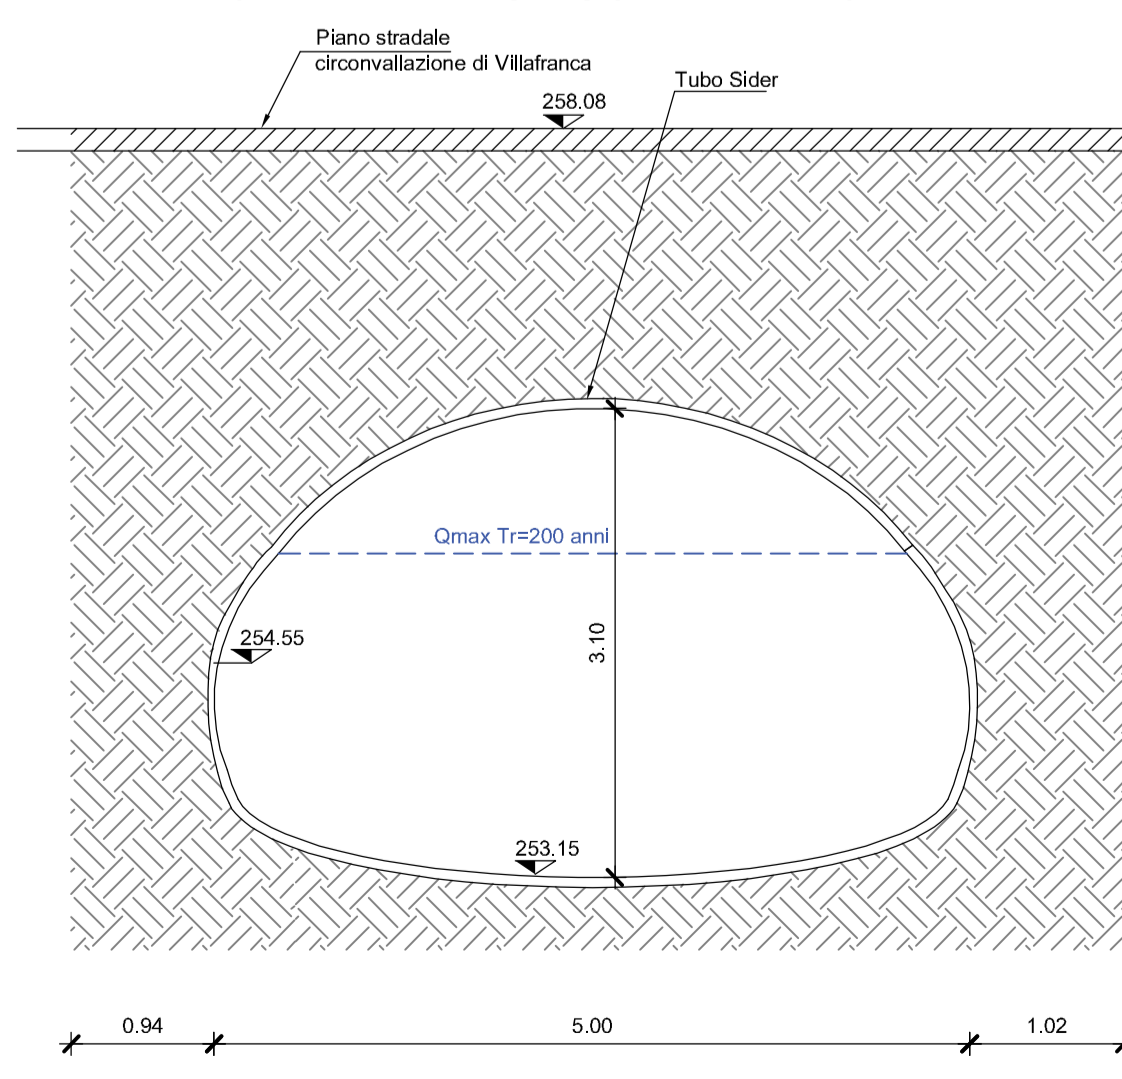 Piano stradale
circonvallazione di Villafranca
Tubo Sider
258.08
Qmax Tr=200 anni
254.55
3.10
253.15
0.94
5.00
1.02